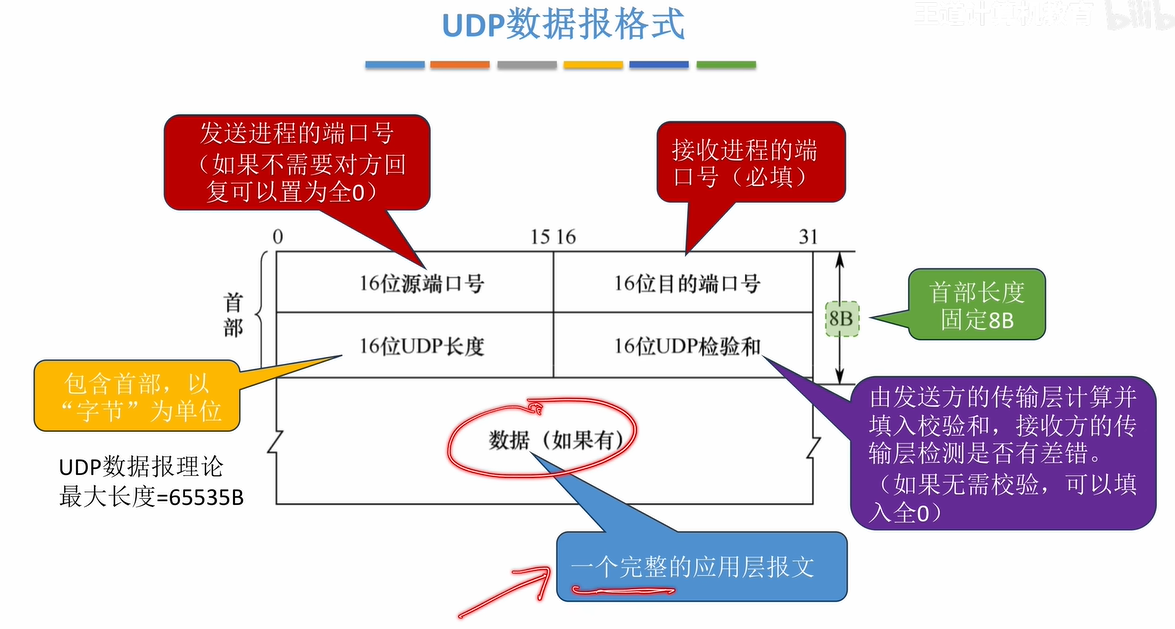 UDP数据报格式
发送进程的端口号
（如果不需要对方回
复可以置为全0）
接收进程的端
口号（必填）
0
15 16
31
首
部
16位源端口号
16位目的端口号
8B
首部长度
固定8B
16位UDP长度
16位UDP检验和
包含首部，以
“字节”为单位
UDP数据报理论
最大长度=65535B
数据（如果有）
由发送方的传输层计算并
填入校验和，接收方的传
输层检测是否有差错。
（如果无需校验，可以填
入全0）
一个完整的应用层报文